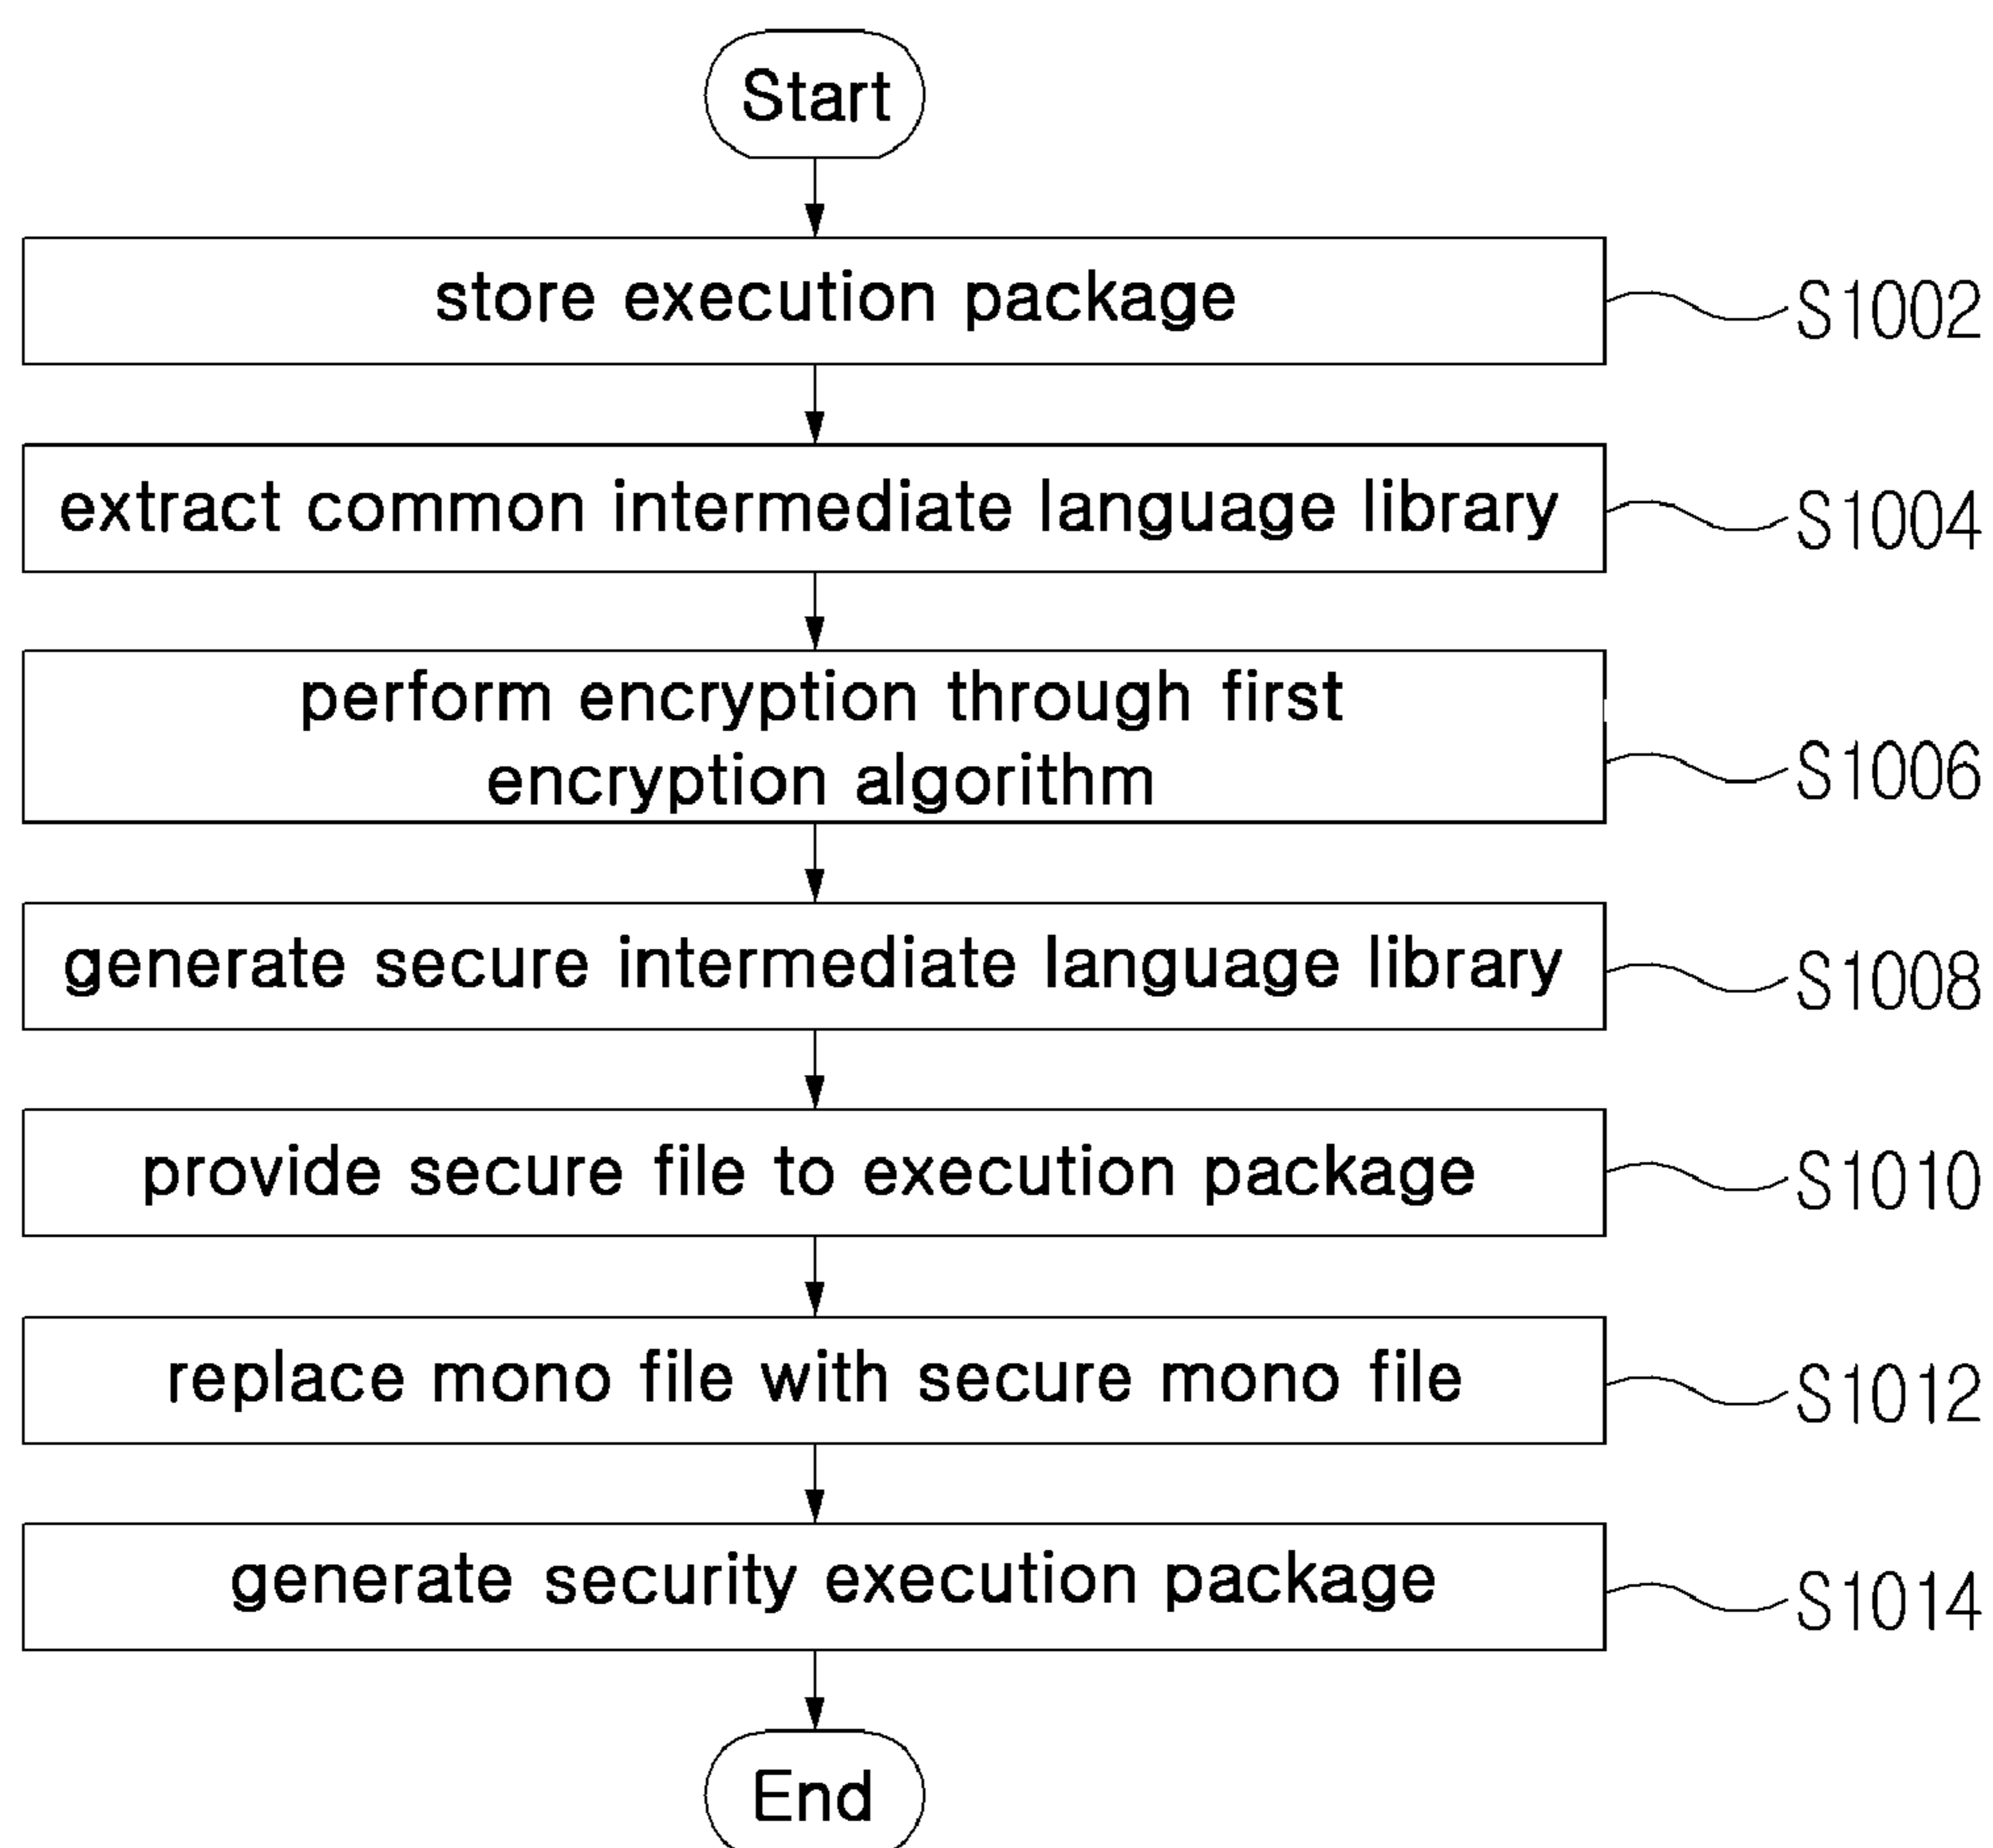 Start
store execution package
S1002
extract common intermediate language library
S1004
perform encryption through first
encryption algorithm
S1006
generate secure intermediate language library
S1008
provide secure file to execution package
S1010
replace mono file with secure mono file
S1012
generate security execution package
S1014
End